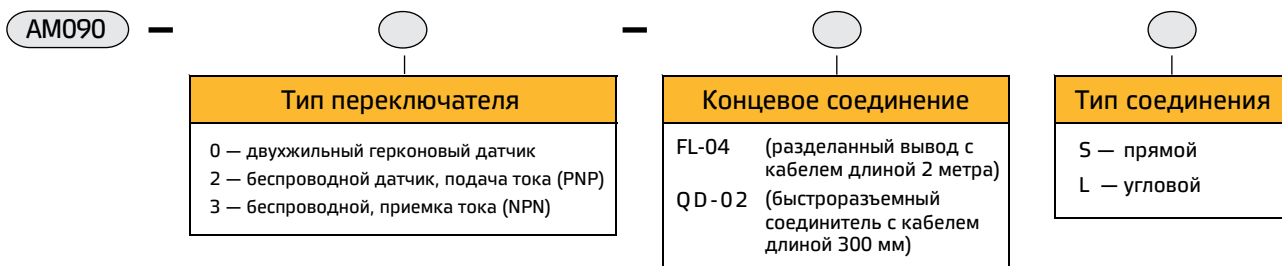 AM090 — —
Тип переключателя
0 — двухжильный герконовый датчик
2 — беспроводной датчик, подача тока (PNP)
3 — беспроводной, приемка тока (NPN)
Концевое соединение
FL-04 (разделанный вывод с
кабелем длиной 2 метра)
QD-02 (быстроразъемный
соединитель с кабелем
длиной 300 мм)
Тип соединения
S — прямой
L — угловой